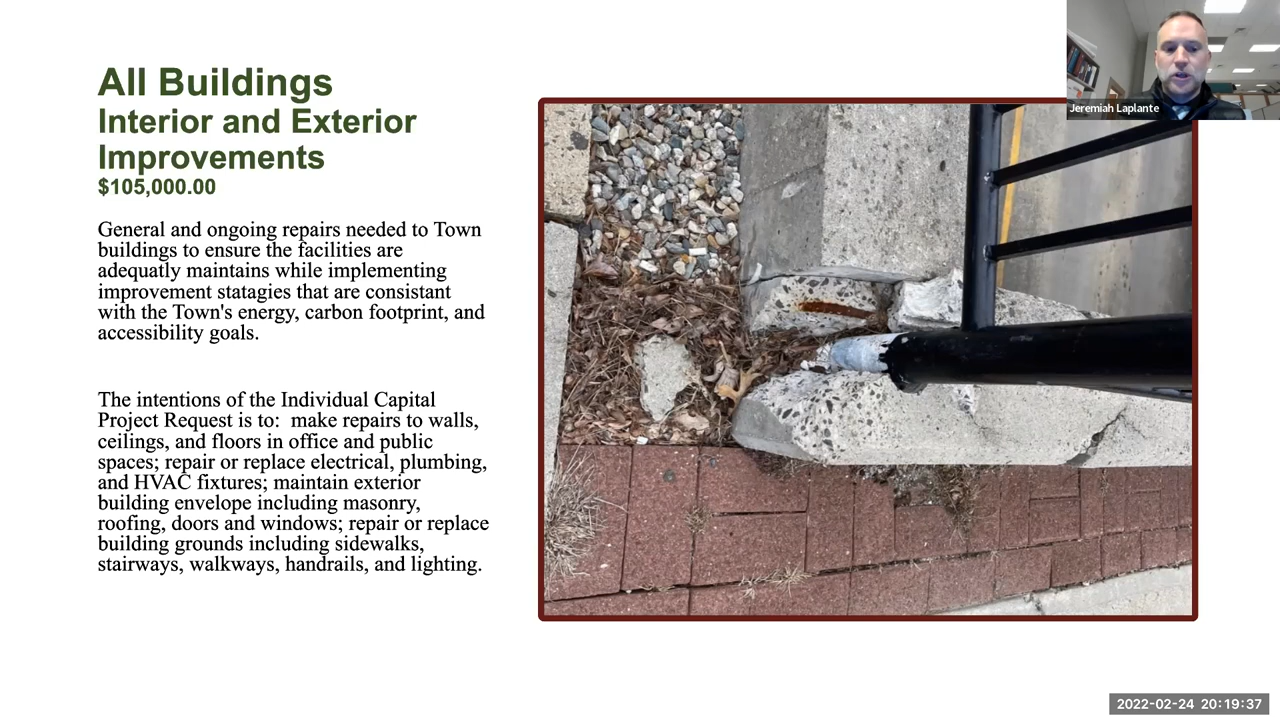 All Buildings
Interior and Exterior
Improvements
$105,000.00
General and ongoing repairs needed to Town
buildings to ensure the facilities are
adequatly maintains while implementing
improvement statagies that are consistant
with the Town's energy, carbon footprint, and
accessibility goals.
The intentions of the Individual Capital
Project Request is to:  make repairs to walls,
ceilings, and floors in office and public
spaces; repair or replace electrical, plumbing,
and HVAC fixtures; maintain exterior
building envelope including masonry,
roofing, doors and windows; repair or replace
building grounds including sidewalks,
stairways, walkways, handrails, and lighting.
Jeremiah Laplante
2022-02-24 20:19:37